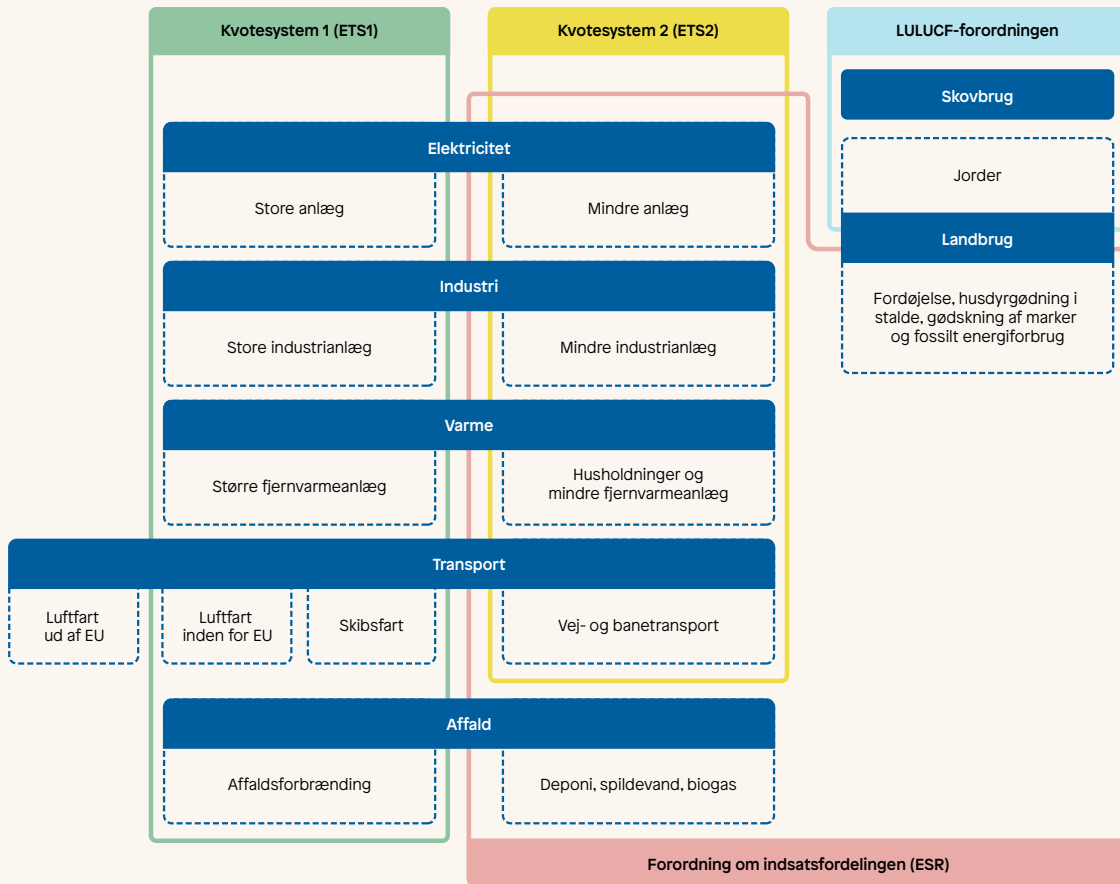 Kvotesystem 1 (ETS1)
Kvotesystem 2 (ETS2)
LULUCF-forordningen
Skovbrug
Jorder
Landbrug
Fordøjelse, husdyrgødning i
stalde, gødskning af marker
og fossilt energiforbrug
Elektricitet
Store anlæg
Mindre anlæg
Industri
Store industrianlæg
Mindre industrianlæg
Varme
Større fjernvarmeanlæg
Husholdninger og
mindre fjernvarmeanlæg
Transport
Luftfart
ud af EU
Luftfart
inden for EU
Skibsfart
Vej- og banetransport
Affald
Affaldsforbrænding
Deponi, spildevand, biogas
Forordning om indsatsfordelingen (ESR)